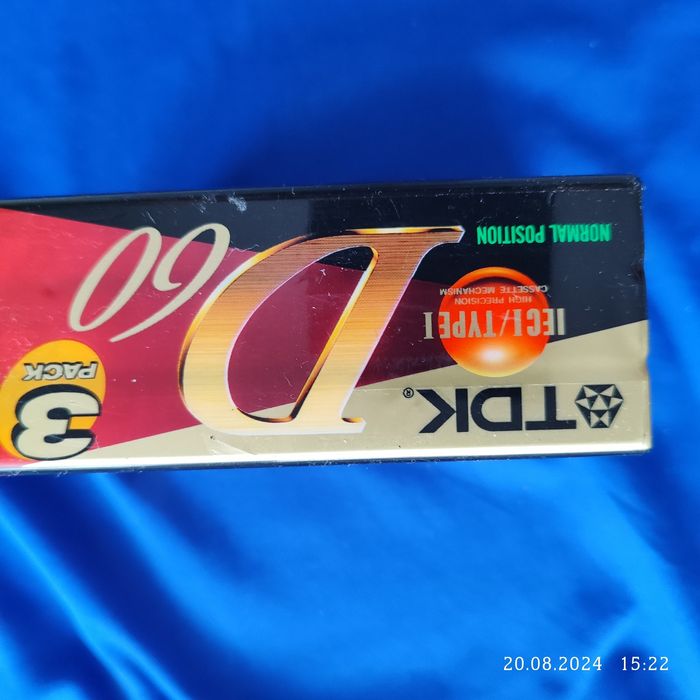 TDK®
3
PACK
IEC I / TYPE I
HIGH PRECISION
CASSETTE MECHANISM
D 60
NORMAL POSITION
20.08.2024 15:22